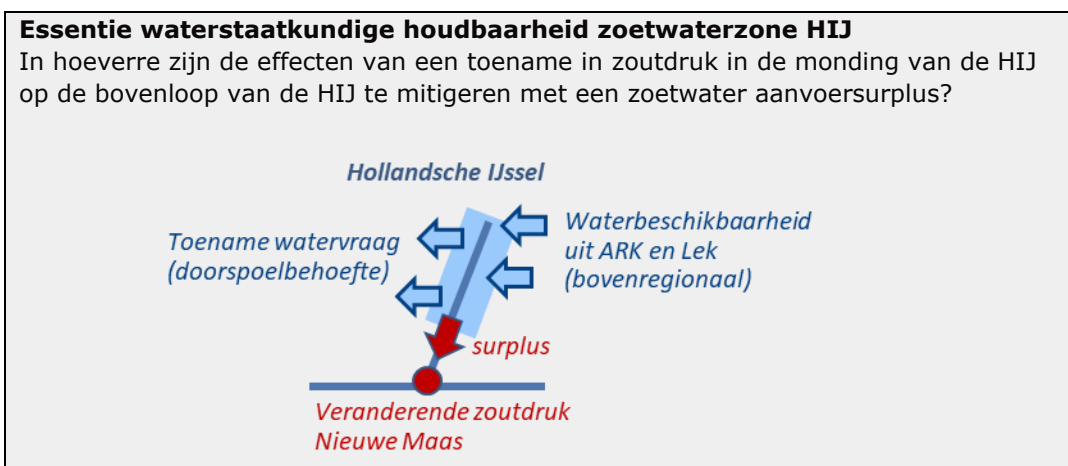 Essentie waterstaatkundige houdbaarheid zoetwaterzone HIJ
In hoeverre zijn de effecten van een toename in zoutdruk in de monding van de HIJ
op de bovenloop van de HIJ te mitigeren met een zoetwater aanvoersurplus?
Hollandsche IJssel
Toename watervraag
(doorspoelbehoefte)
Waterbeschikbaarheid
uit ARK en Lek
(bovenregionaal)
surplus
Veranderende zoutdruk
Nieuwe Maas